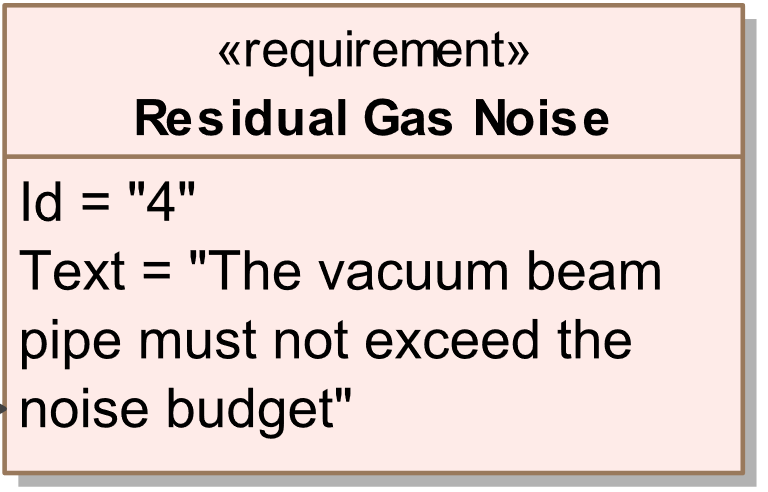 «requirement»
Residual Gas Noise
Id = "4"
Text = "The vacuum beam
pipe must not exceed the
noise budget"